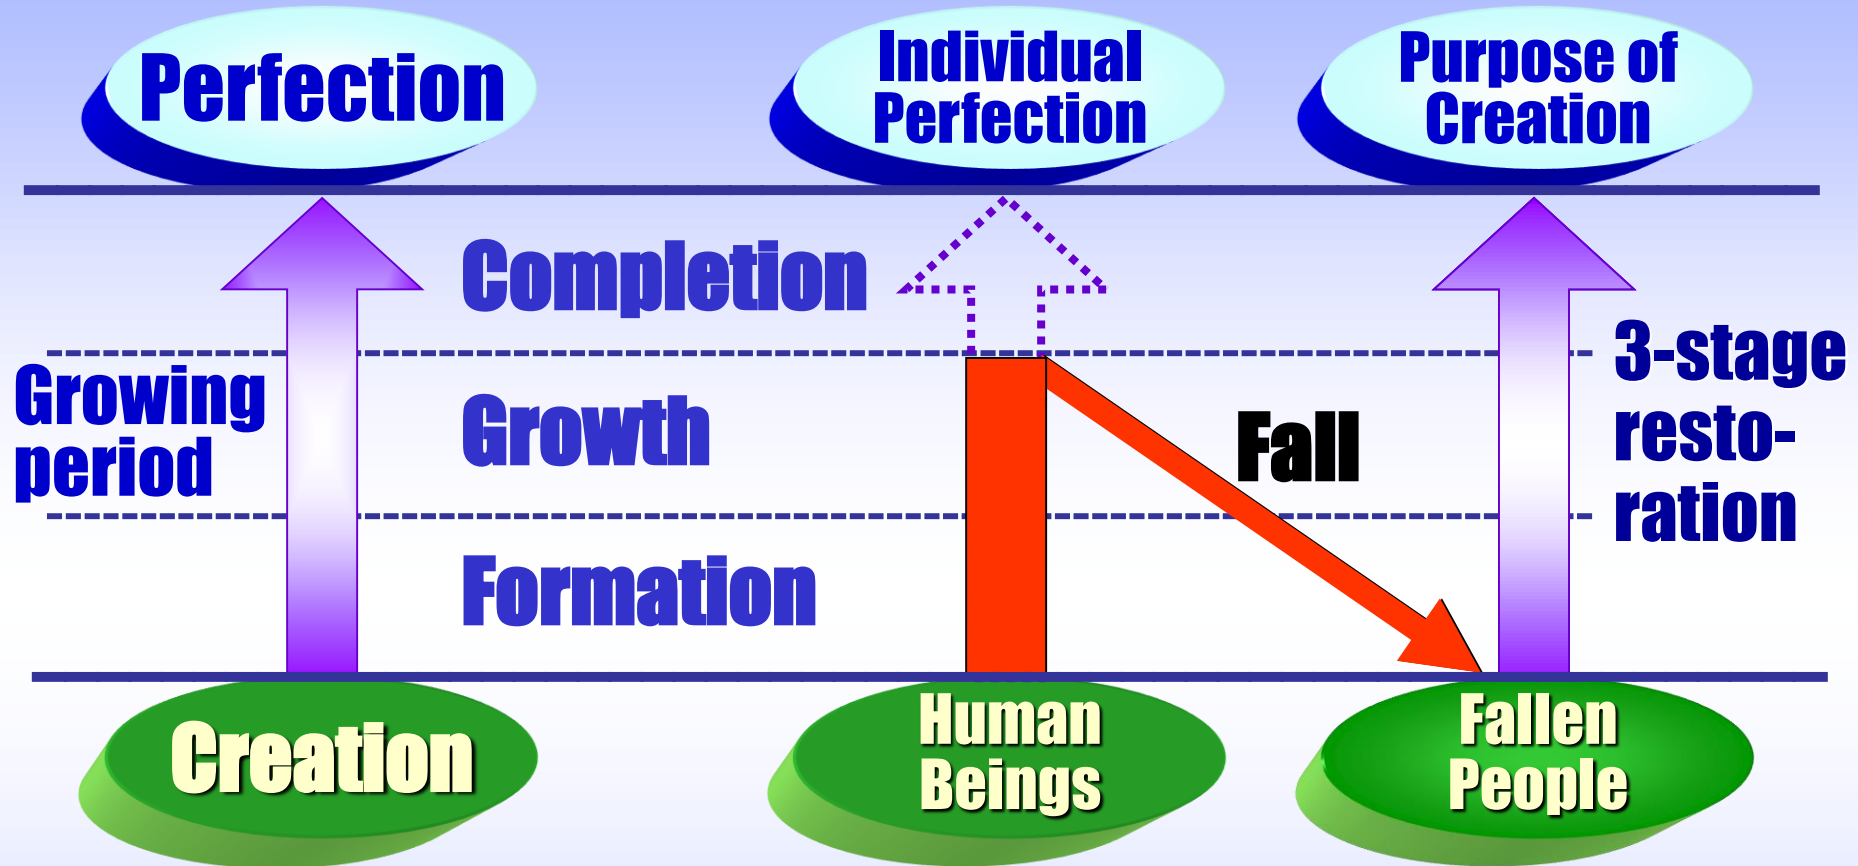 Perfection
Individual
Perfection
Purpose of
Creation
Completion
Growing
period
Growth
Formation
Fall
3-stage
resto-
ration
Creation
Human
Beings
Fallen
People